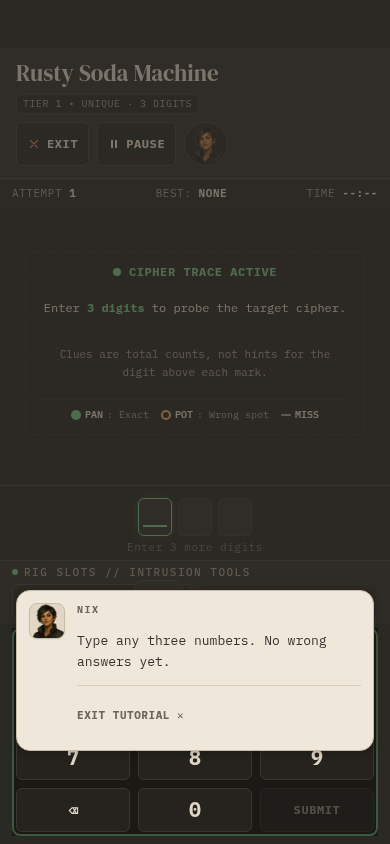 Rusty Soda Machine
TIER 1 • UNIQUE · 3 DIGITS
✕ EXIT
PAUSE
ATTEMPT 1
BEST: NONE
TIME --:--
CIPHER TRACE ACTIVE
Enter 3 digits to probe the target cipher.
Clues are total counts, not hints for the
digit above each mark.
PAN: Exact POT: Wrong spot MISS
Enter 3 more digits
RIG SLOTS // INTRUSION TOOLS
NIX
Type any three numbers. No wrong
answers yet.
EXIT TUTORIAL ×
7 8 9
⌫ 0 SUBMIT